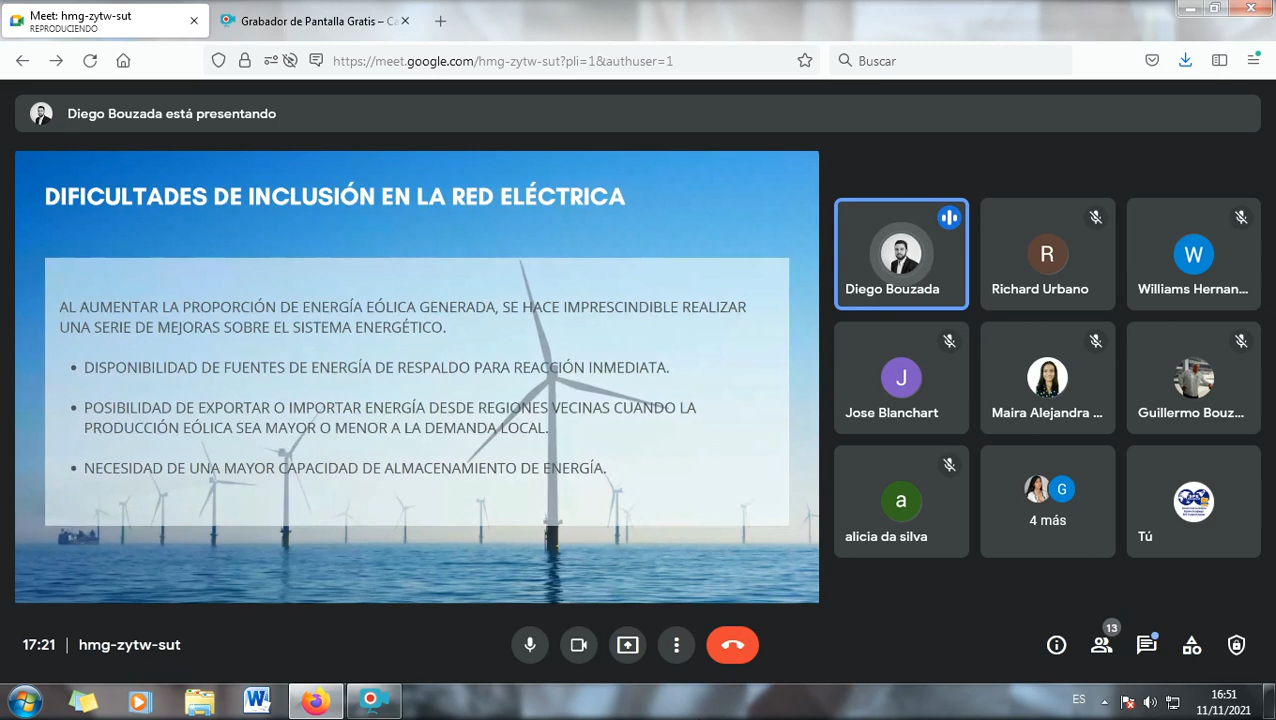 Meet: hmg-zytw-sut
REPRODUCIENDO
Grabador de Pantalla Gratis – Ca
https://meet.google.com/hmg-zytw-sut?pli=1&authuser=1
Buscar
Diego Bouzada está presentando
DIFICULTADES DE INCLUSIÓN EN LA RED ELÉCTRICA
AL AUMENTAR LA PROPORCIÓN DE ENERGÍA EÓLICA GENERADA, SE HACE IMPRESCINDIBLE REALIZAR
UNA SERIE DE MEJORAS SOBRE EL SISTEMA ENERGÉTICO.
• DISPONIBILIDAD DE FUENTES DE ENERGÍA DE RESPALDO PARA REACCIÓN INMEDIATA.
• POSIBILIDAD DE EXPORTAR O IMPORTAR ENERGÍA DESDE REGIONES VECINAS CUANDO LA
PRODUCCIÓN EÓLICA SEA MAYOR O MENOR A LA DEMANDA LOCAL.
• NECESIDAD DE UNA MAYOR CAPACIDAD DE ALMACENAMIENTO DE ENERGÍA.
Diego Bouzada
R
Richard Urbano
W
Williams Hernan...
J
Jose Blanchart
Maira Alejandra ...
Guillermo Bouz...
a
alicia da silva
G
4 más
Tú
17:21 | hmg-zytw-sut
13
ES
16:51
11/11/2021